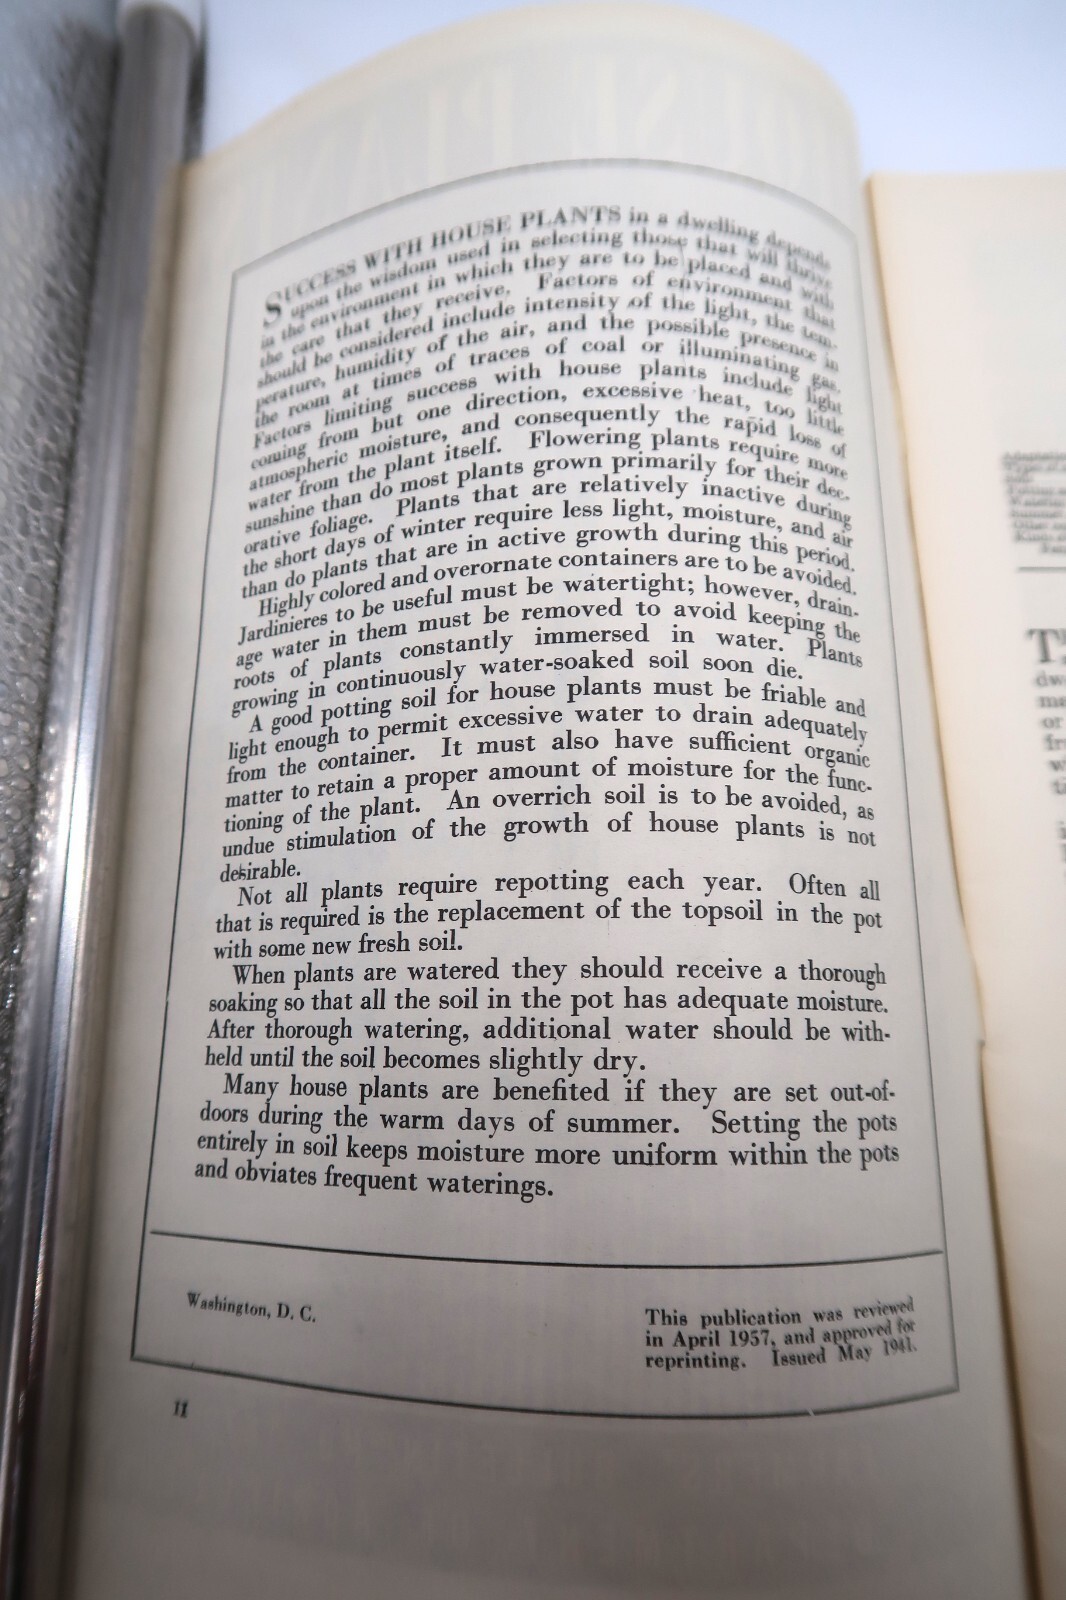 SUCCESS WITH HOUSE PLANTS in a dwelling depends
upon the wisdom used in selecting those that will thrive
in the environment in which they are to be placed and with
the care that they receive. Factors of environment that
should be considered include intensity of the light, the tem-
perature, humidity of the air, and the possible presence in
the room at times of traces of coal or illuminating gas.
Factors limiting success with house plants include light
coming from but one direction, excessive heat, too little
atmospheric moisture, and consequently the rapid loss of
water from the plant itself. Flowering plants require more
sunshine than do most plants grown primarily for their dec-
orative foliage. Plants that are relatively inactive during
the short days of winter require less light, moisture, and air
than do plants that are in active growth during this period.
Highly colored and overornate containers are to be avoided.
Jardinieres to be useful must be watertight; however, drain-
age water in them must be removed to avoid keeping the
roots of plants constantly immersed in water. Plants
growing in continuously water-soaked soil soon die.
A good potting soil for house plants must be friable and
light enough to permit excessive water to drain adequately
from the container. It must also have sufficient organic
matter to retain a proper amount of moisture for the func-
tioning of the plant. An overrich soil is to be avoided, as
undue stimulation of the growth of house plants is not
desirable.
Not all plants require repotting each year. Often all
that is required is the replacement of the topsoil in the pot
with some new fresh soil.
When plants are watered they should receive a thorough
soaking so that all the soil in the pot has adequate moisture.
After thorough watering, additional water should be with-
held until the soil becomes slightly dry.
Many house plants are benefited if they are set out-of-
doors during the warm days of summer. Setting the pots
entirely in soil keeps moisture more uniform within the pots
and obviates frequent waterings.
Washington, D. C.
This publication was reviewed
in April 1957, and approved for
reprinting. Issued May 1941.
II